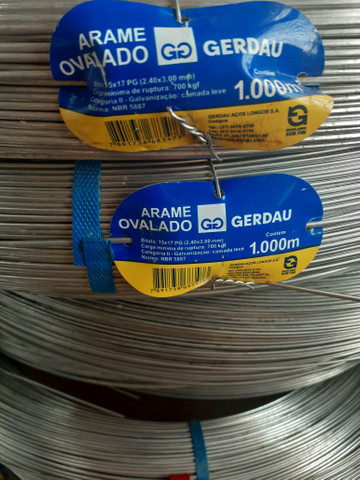 ARAME
OVALADO
GERDAU
Bitola: 15x17 PG (2.40x3.00 mm)
Carga mínima de ruptura: 700 kgf
Categoria II - Galvanização: camada leve
Norma: NBR 5887
Contém
1.000m
GERDAU AÇOS LONGOS S.A.
ARAME
OVALADO
GERDAU
Bitola: 15x17 PG (2.40x3.00 mm)
Carga mínima de ruptura: 700 kgf
Categoria II - Galvanização: camada leve
Norma: NBR 5887
Contém
1.000m
GERDAU AÇOS LONGOS S.A.